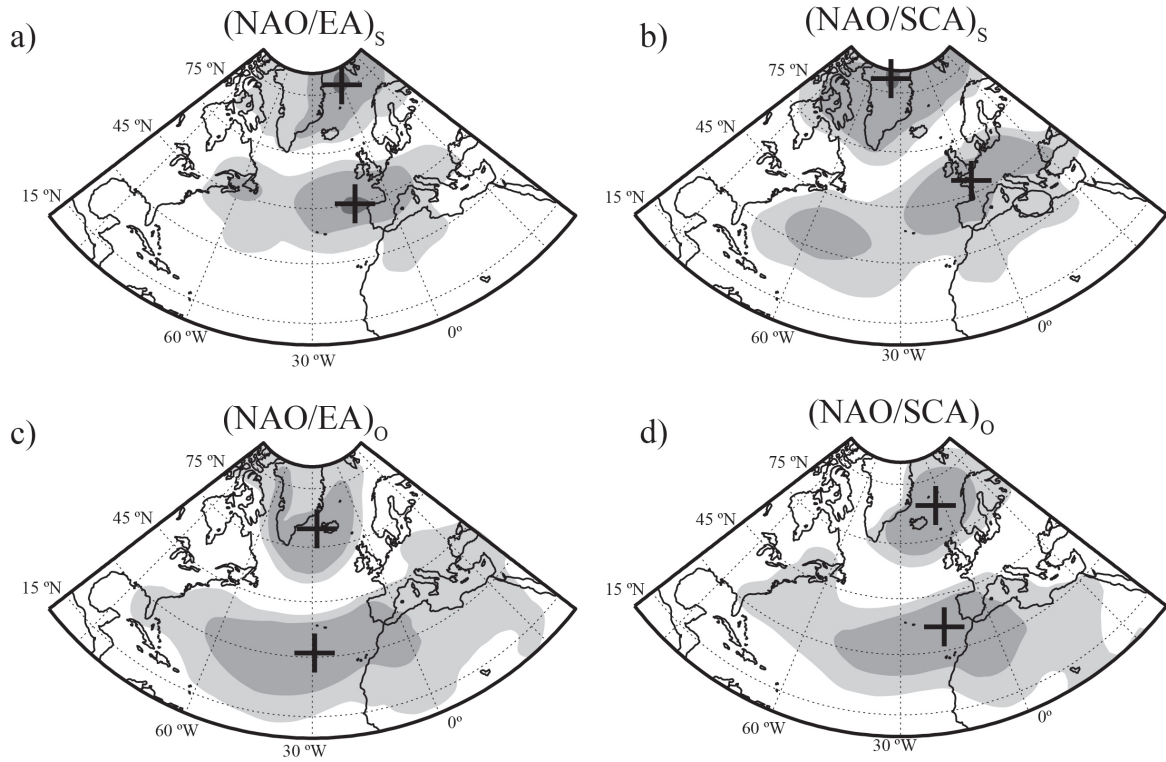 a) (NAO/EA)S
75 ºN
45 ºN
15 ºN
60 ºW
30 ºW
0º
b) (NAO/SCA)S
75 ºN
45 ºN
15 ºN
60 ºW
30 ºW
0º
c) (NAO/EA)O
75 ºN
45 ºN
15 ºN
60 ºW
30 ºW
0º
d) (NAO/SCA)O
75 ºN
45 ºN
15 ºN
60 ºW
30 ºW
0º